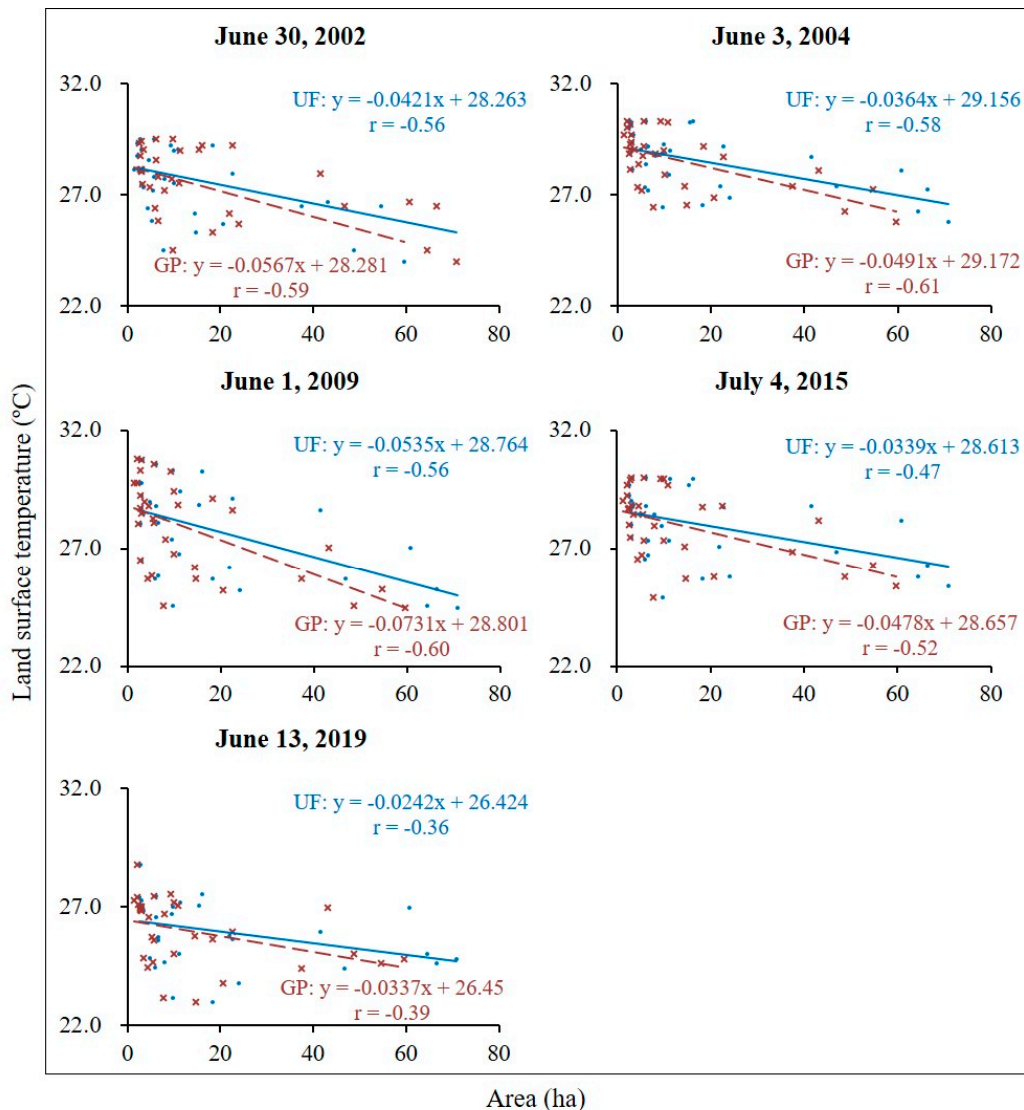 June 30, 2002
32.0
UF: y = -0.0421x + 28.263
r = -0.56
27.0
GP: y = -0.0567x + 28.281
r = -0.59
22.0
0 20 40 60 80
June 3, 2004
32.0
UF: y = -0.0364x + 29.156
r = -0.58
27.0
GP: y = -0.0491x + 29.172
r = -0.61
22.0
0 20 40 60 80
June 1, 2009
32.0
UF: y = -0.0535x + 28.764
r = -0.56
27.0
GP: y = -0.0731x + 28.801
r = -0.60
22.0
0 20 40 60 80
July 4, 2015
32.0
UF: y = -0.0339x + 28.613
r = -0.47
27.0
GP: y = -0.0478x + 28.657
r = -0.52
22.0
0 20 40 60 80
June 13, 2019
32.0
UF: y = -0.0242x + 26.424
r = -0.36
27.0
GP: y = -0.0337x + 26.45
r = -0.39
22.0
0 20 40 60 80
Land surface temperature (ºC)
Area (ha)